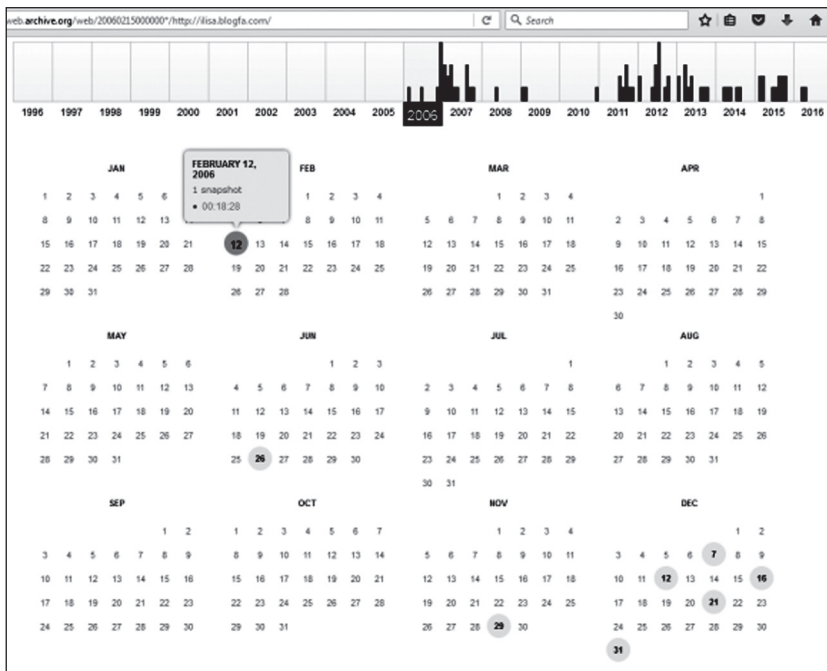 web.archive.org/web/20060215000000*/http://ilisa.blogfa.com/ Search
1996 1997 1998 1999 2000 2001 2002 2003 2004 2005 2006 2007 2008 2009 2010 2011 2012 2013 2014 2015 2016
FEBRUARY 12,
2006
1 snapshot
• 00:18:28
JAN FEB MAR APR
1 2 3 4 5 6 1 2 3 4 1 2 3 4 1
8 9 10 11 12 13 8 9 10 11 5 6 7 8 9 10 11 2 3 4 5 6 7 8
15 16 17 18 19 20 21 12 13 14 15 16 17 18 12 13 14 15 16 17 18 9 10 11 12 13 14 15
22 23 24 25 26 27 28 19 20 21 22 23 24 25 19 20 21 22 23 24 25 16 17 18 19 20 21 22
29 30 31 26 27 28 26 27 28 29 30 31 23 24 25 26 27 28 29
30
MAY JUN JUL AUG
1 2 3 4 5 6 1 2 3 1 1 2 3 4 5
7 8 9 10 11 12 13 4 5 6 7 8 9 10 2 3 4 5 6 7 8 6 7 8 9 10 11 12
14 15 16 17 18 19 20 11 12 13 14 15 16 17 9 10 11 12 13 14 15 13 14 15 16 17 18 19
21 22 23 24 25 26 27 18 19 20 21 22 23 24 16 17 18 19 20 21 22 20 21 22 23 24 25 26
28 29 30 31 25 26 27 28 29 30 23 24 25 26 27 28 29 27 28 29 30 31
30 31
SEP OCT NOV DEC
1 2 1 2 3 4 5 6 7 1 2 3 4 1 2
3 4 5 6 7 8 9 8 9 10 11 12 13 14 5 6 7 8 9 10 11 3 4 5 6 7 8 9
10 11 12 13 14 15 16 15 16 17 18 19 20 21 12 13 14 15 16 17 18 10 11 12 13 14 15 16
17 18 19 20 21 22 23 22 23 24 25 26 27 28 19 20 21 22 23 24 25 17 18 19 20 21 22 23
24 25 26 27 28 29 30 29 30 31 26 27 28 29 30 24 25 26 27 28 29 30
31